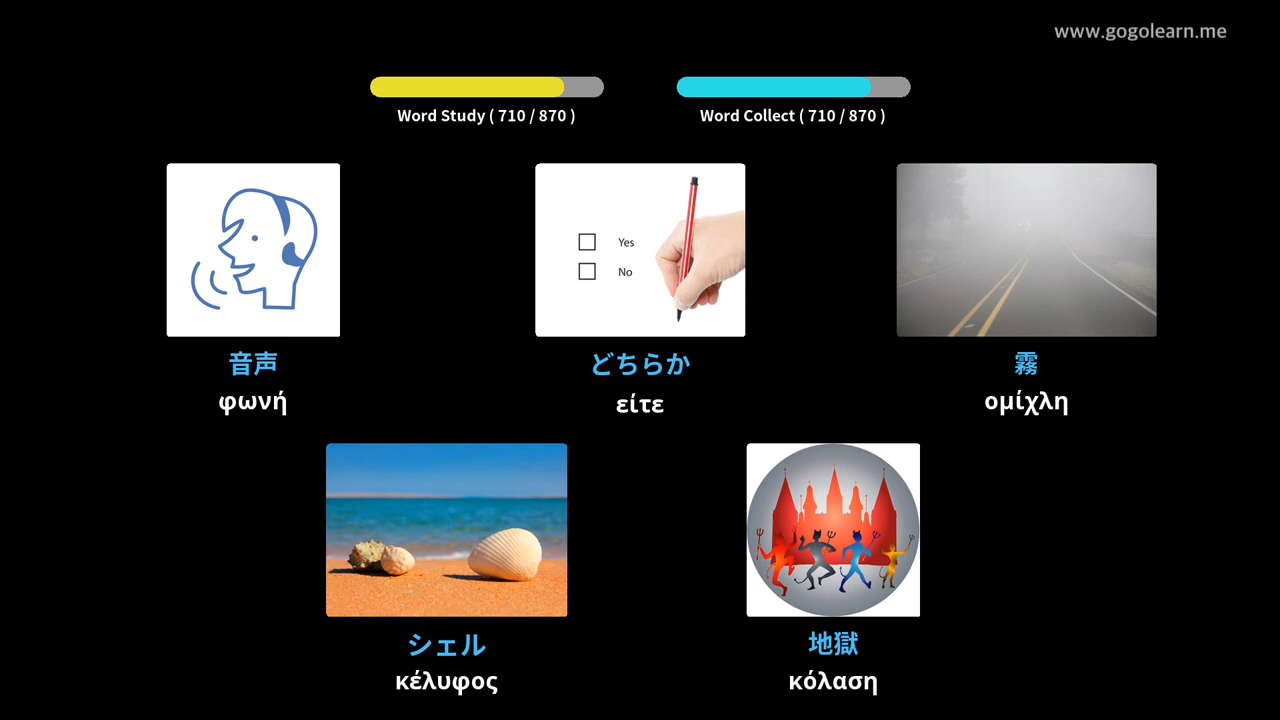 www.gogolearn.me
Word Study ( 710 / 870 )
Word Collect ( 710 / 870 )
Yes
No
音声
φωνή
どちらか
είτε
霧
ομίχλη
シェル
κέλυφος
地獄
κόλαση